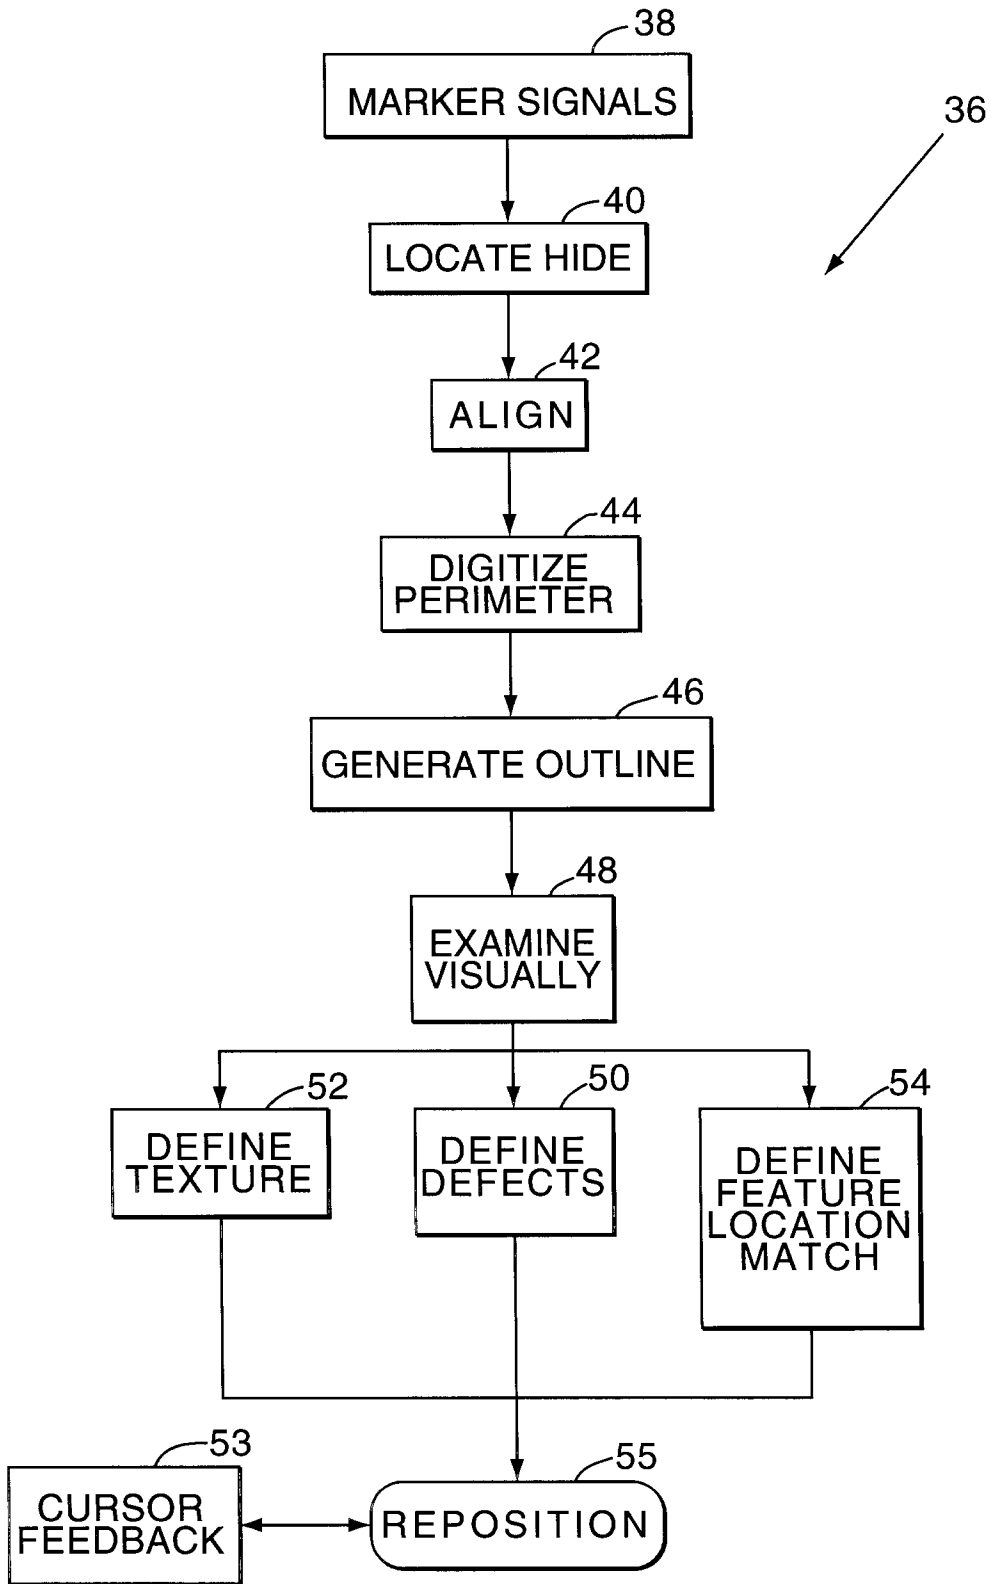 38
MARKER SIGNALS
36
40
LOCATE HIDE
42
ALIGN
44
DIGITIZE
PERIMETER
46
GENERATE OUTLINE
48
EXAMINE
VISUALLY
52
DEFINE
TEXTURE
50
DEFINE
DEFECTS
54
DEFINE
FEATURE
LOCATION
MATCH
53
CURSOR
FEEDBACK
55
REPOSITION